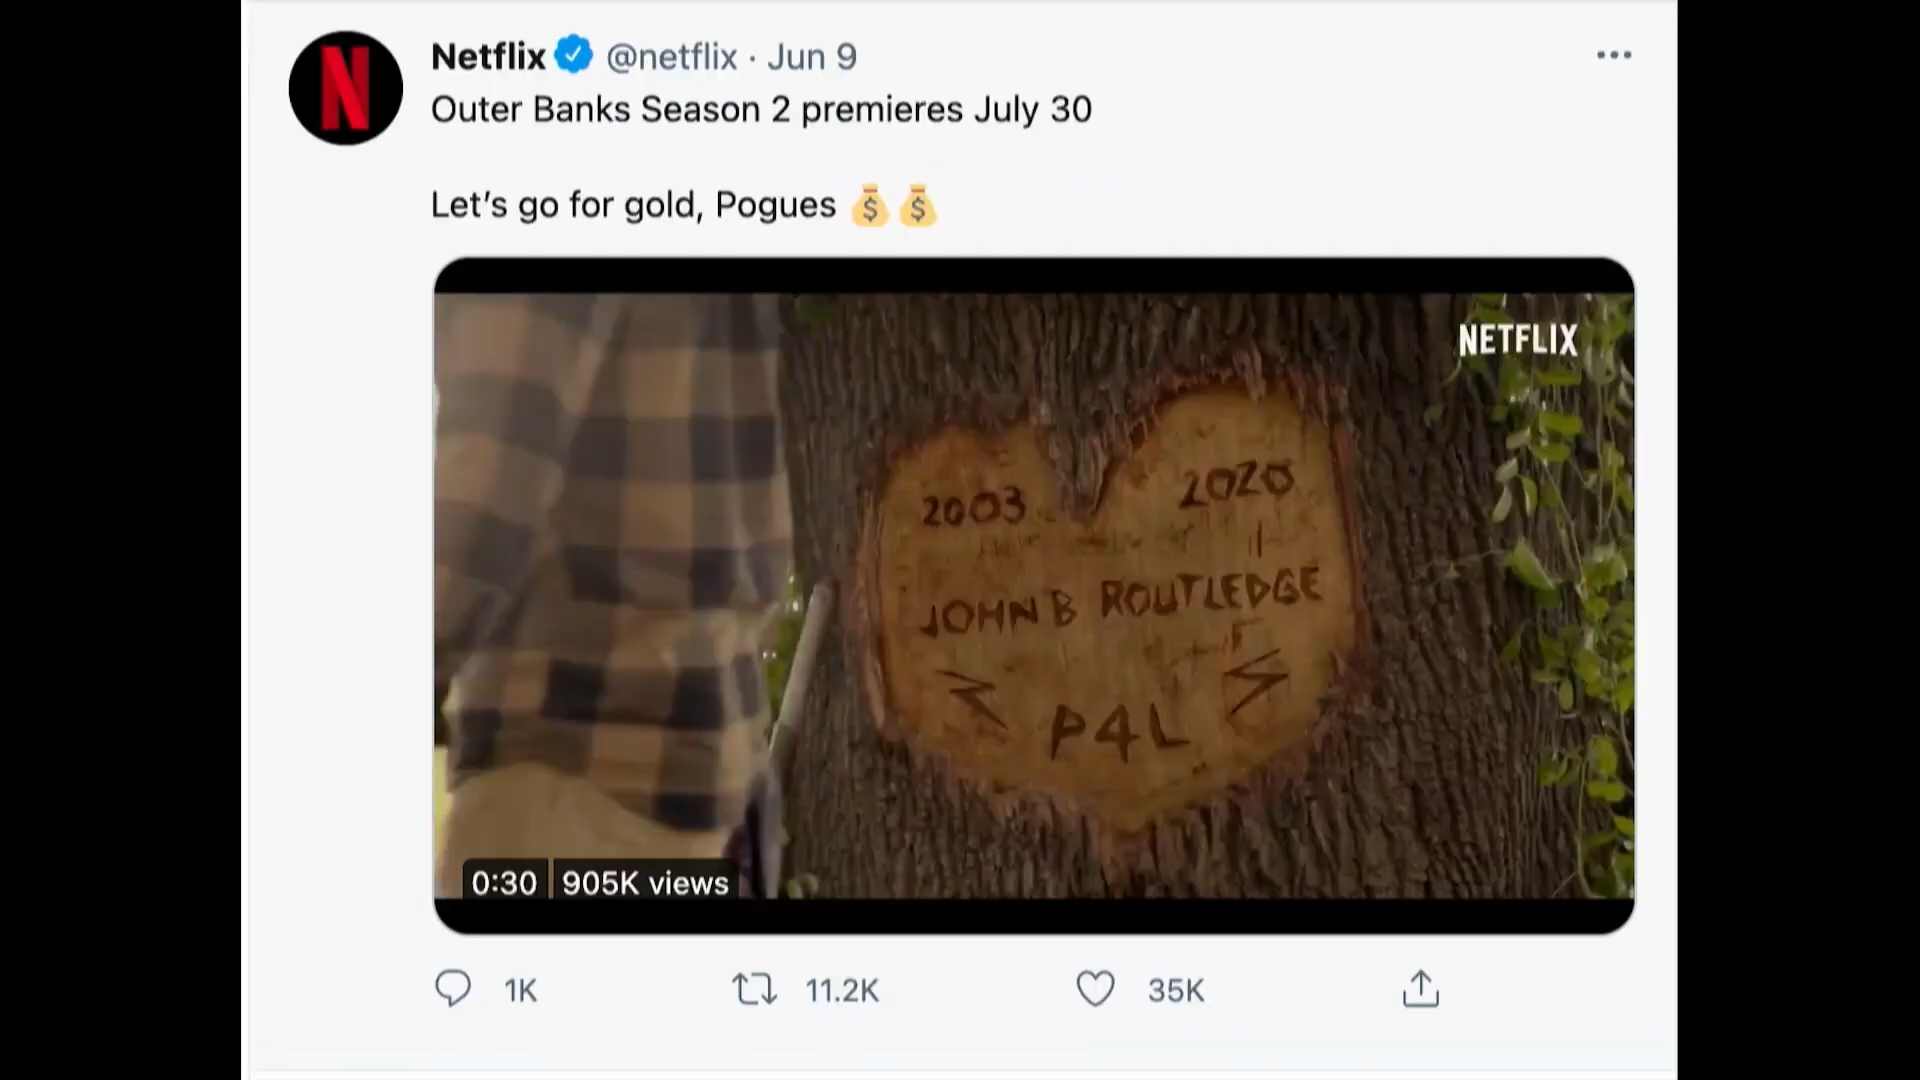 Netflix @netflix · Jun 9
Outer Banks Season 2 premieres July 30
Let’s go for gold, Pogues 💰💰
NETFLIX
2003 2020
JOHN B ROUTLEDGE
P4L
0:30 905K views
1K 11.2K 35K